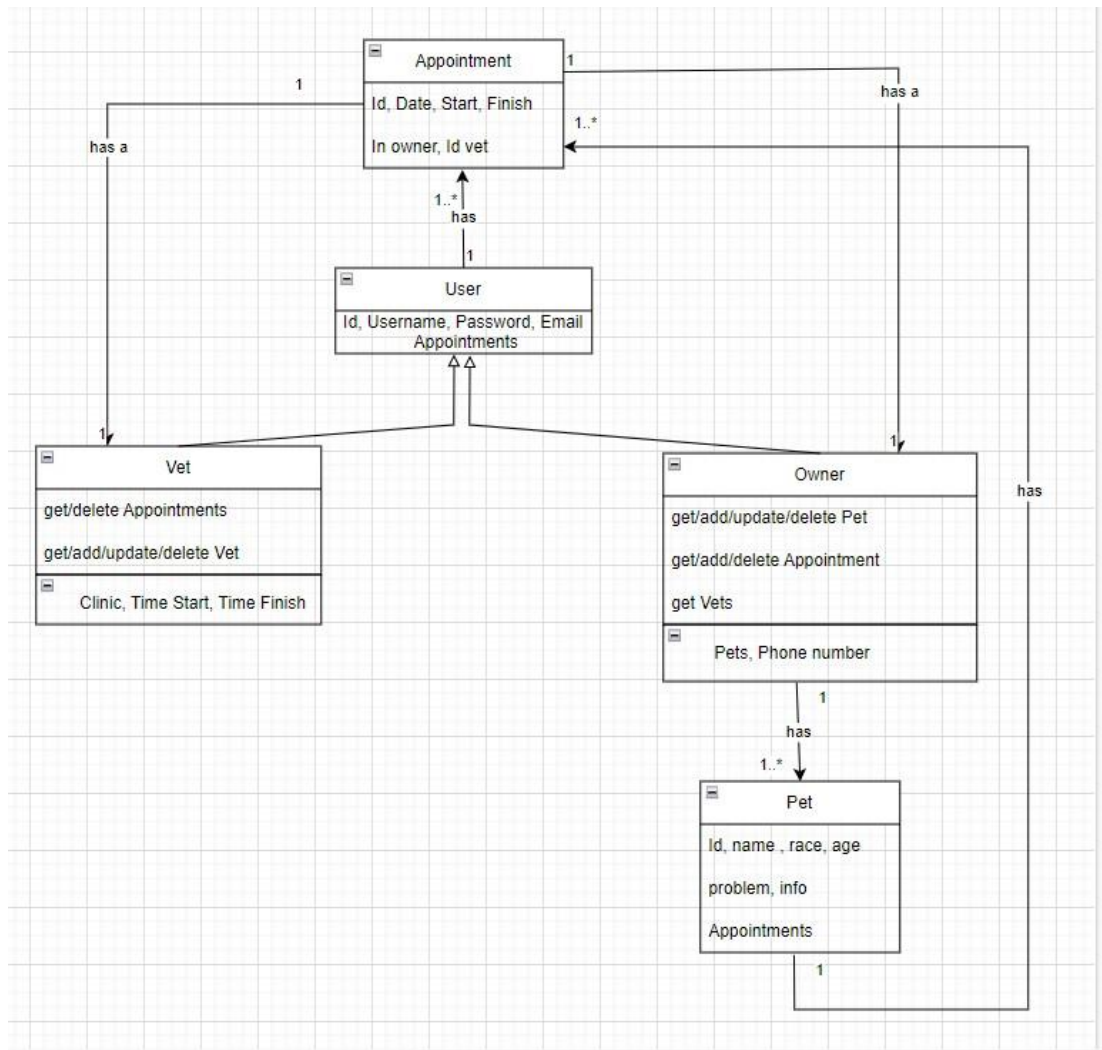 Appointment
1
1
has a
Id, Date, Start, Finish
1..*
has a
In owner, Id vet
1..*
has
1
User
Id, Username, Password, Email
Appointments
1
Vet
1
Owner
has
get/delete Appointments
get/add/update/delete Pet
get/add/update/delete Vet
get/add/delete Appointment
Clinic, Time Start, Time Finish
get Vets
Pets, Phone number
1
has
1..*
Pet
Id, name , race, age
problem, info
Appointments
1